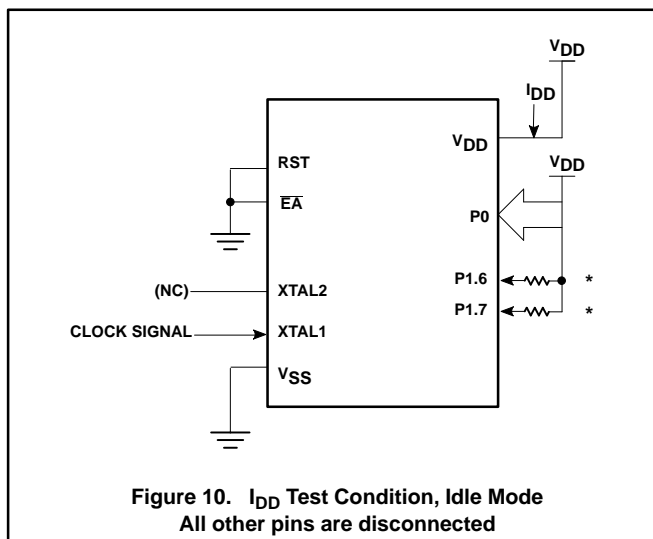 VDD
IDD
VDD
VDD
RST
EA
P0
P1.6 *
(NC) XTAL2
P1.7 *
CLOCK SIGNAL XTAL1
VSS
Figure 10. IDD Test Condition, Idle Mode
All other pins are disconnected